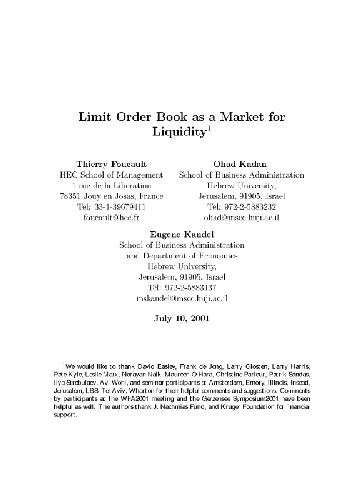 Limit Order Book as a Market for
Liquidity1
Thierry Foucault
HEC School of Management
1 rue de la Liberation
78351 Jouy en Josas, France
Tel: 33-1-39679411
foucault@hec.fr
Ohad Kadan
School of Business Administration
Hebrew University,
Jerusalem, 91905, Israel
Tel: 972-2-5883232
ohad@mscc.huji.ac.il
Eugene Kandel
School of Business Administration
and Department of Economics
Hebrew University,
Jerusalem, 91905, Israel
Tel: 972-2-5883137
mskandel@mscc.huji.ac.il
July 10, 2001
1We would like to thank David Easley, Frank de Jong, Larry Glosten, Larry Harris,
Pete Kyle, Leslie Marx, Narayan Naik, Maureen O'Hara, Christine Parlour, Patrik Sandas,
Ilya Strebulaev, Avi Wohl, and seminar participants at Amsterdam, Emory, Illinois, Insead,
Jerusalem, LBS, Tel Aviv, Wharton for their helpful comments and suggestions. Comments
by participants at the WFA2001 meeting and the Gerzensee Symposium2001 have been
helpful as well. The authors thank J. Nachmias Fund, and Kruger Foundation for financial
support.